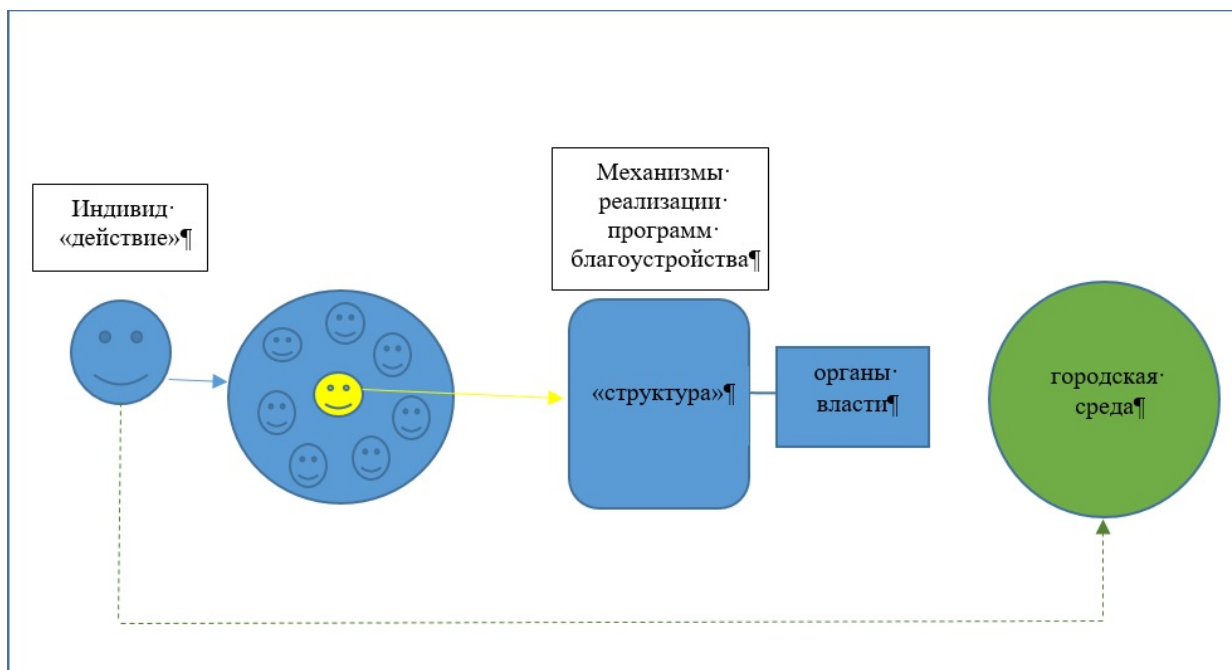 Индивид·
«действие»¶
Механизмы·
реализации·
программ·
благоустройства¶
«структура»¶
органы·
власти¶
городская·
среда¶